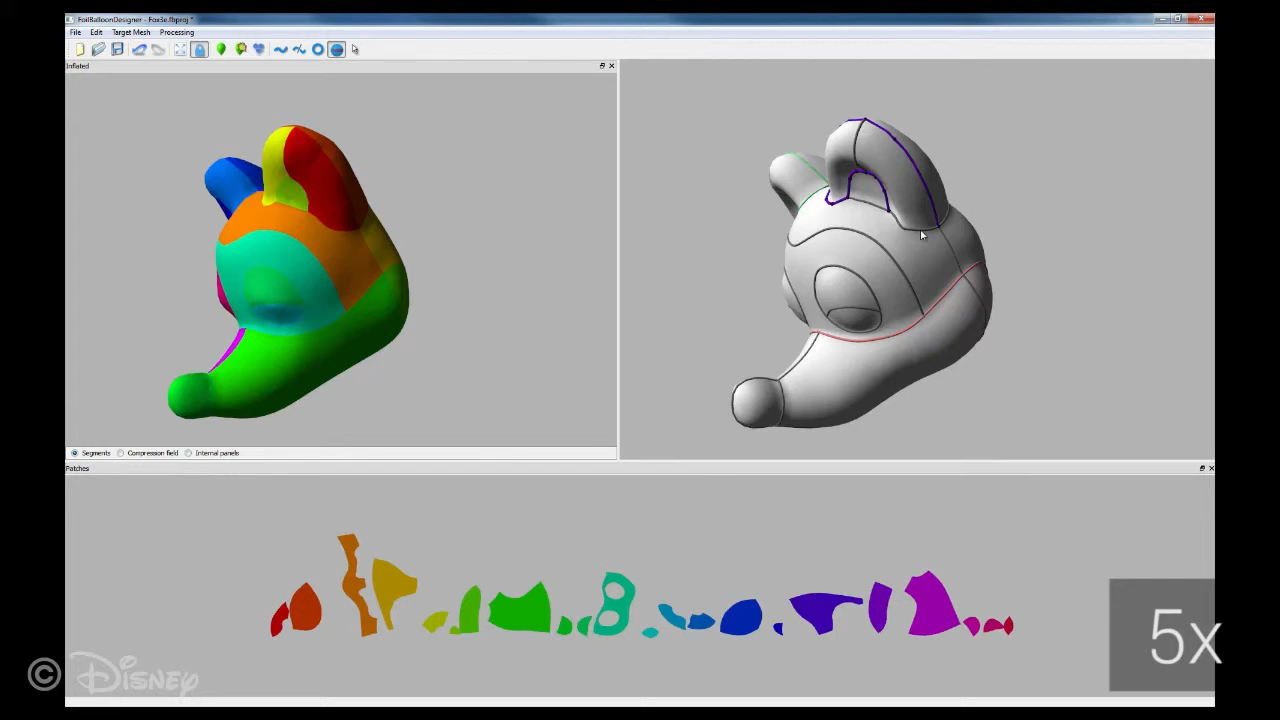 FoilBalloonDesigner - Fox3e.fbproj *
File Edit Target Mesh Processing
Inflated
Segments Compression field Internal panels
Patches
5x
© Disney